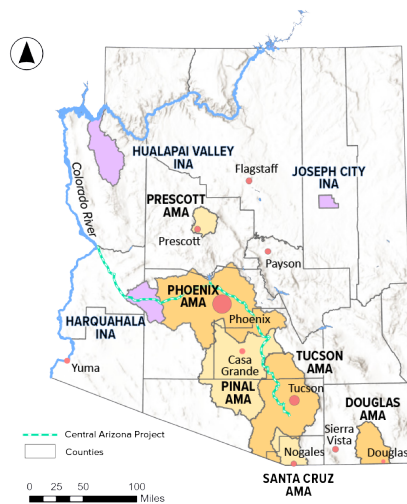 HUALAPAI VALLEY
INA
Flagstaff
JOSEPH CITY
INA
Colorado River
PRESCOTT
AMA
Prescott
Payson
PHOENIX
AMA
Phoenix
HARQUAHALA
INA
Yuma
Casa
Grande
PINAL
AMA
TUCSON
AMA
Tucson
DOUGLAS
AMA
Sierra
Vista
Douglas
Nogales
SANTA CRUZ
AMA
Central Arizona Project
Counties
0 25 50 100
Miles